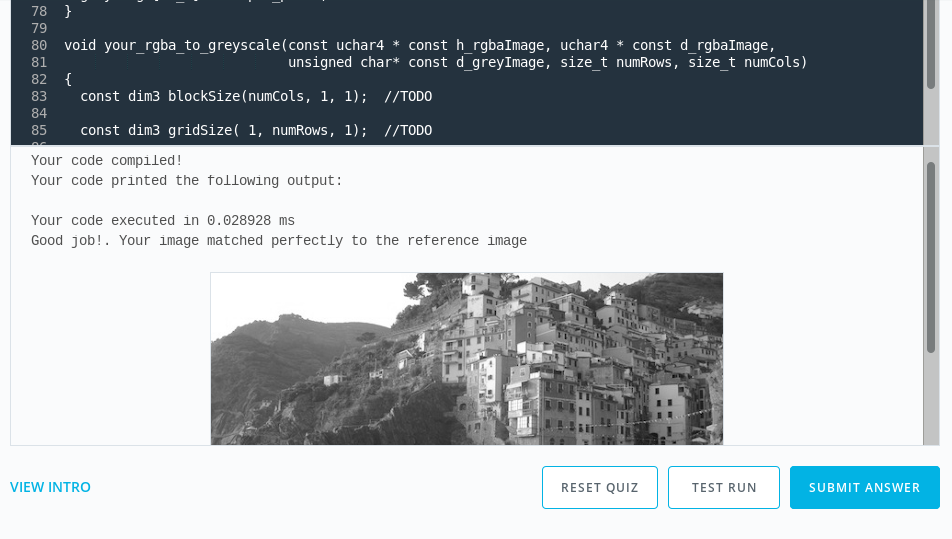 78 }
79
80 void your_rgba_to_greyscale(const uchar4 * const h_rgbaImage, uchar4 * const d_rgbaImage,
81 unsigned char* const d_greyImage, size_t numRows, size_t numCols)
82 {
83 const dim3 blockSize(numCols, 1, 1); //TODO
84
85 const dim3 gridSize( 1, numRows, 1); //TODO
Your code compiled!
Your code printed the following output:
Your code executed in 0.028928 ms
Good job!. Your image matched perfectly to the reference image
VIEW INTRO
RESET QUIZ
TEST RUN
SUBMIT ANSWER